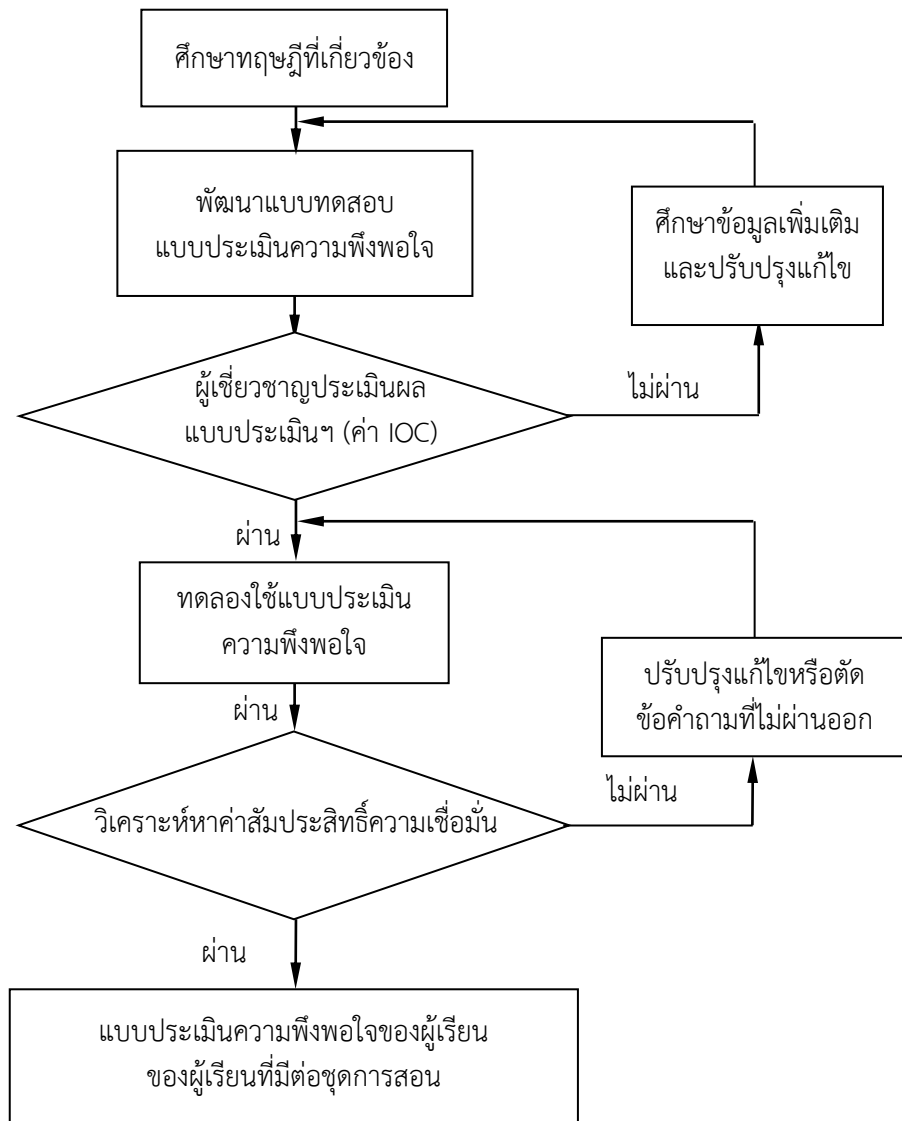 ศึกษาทฤษฎีที่เกี่ยวข้อง
พัฒนาแบบทดสอบ
แบบประเมินความพึงพอใจ
ศึกษาข้อมูลเพิ่มเติม
และปรับปรุงแก้ไข
ผู้เชี่ยวชาญประเมินผล
แบบประเมินฯ (ค่า IOC)
ไม่ผ่าน
ผ่าน
ทดลองใช้แบบประเมิน
ความพึงพอใจ
ปรับปรุงแก้ไขหรือตัด
ข้อคำถามที่ไม่ผ่านออก
ผ่าน
วิเคราะห์หาค่าสัมประสิทธิ์ความเชื่อมั่น
ไม่ผ่าน
ผ่าน
แบบประเมินความพึงพอใจของผู้เรียน
ของผู้เรียนที่มีต่อชุดการสอน